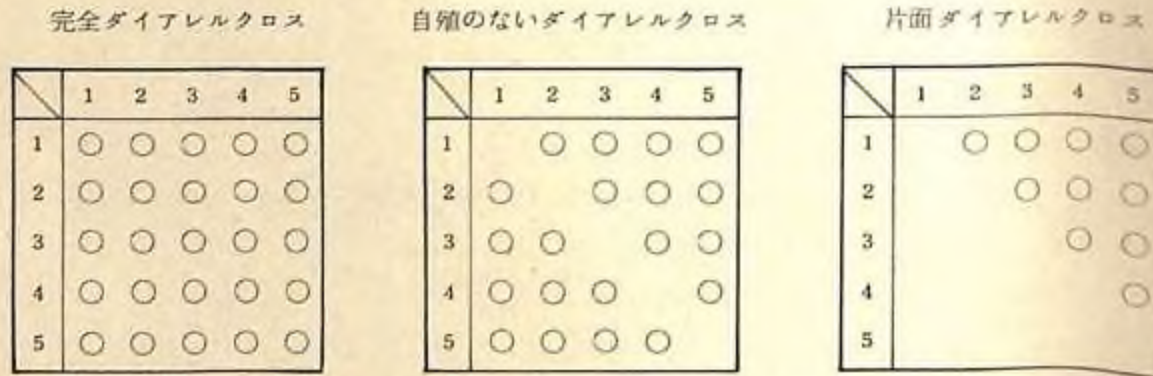 完全ダイアレルクロス
自殖のないダイアレルクロス
片面ダイアレルクロス
1 2 3 4 5
1 ○ ○ ○ ○ ○
2 ○ ○ ○ ○ ○
3 ○ ○ ○ ○ ○
4 ○ ○ ○ ○ ○
5 ○ ○ ○ ○ ○
1 2 3 4 5
1 ○ ○ ○ ○
2 ○ ○ ○ ○
3 ○ ○ ○ ○
4 ○ ○ ○ ○
5 ○ ○ ○ ○
1 2 3 4 5
1 ○ ○ ○ ○
2 ○ ○ ○
3 ○ ○
4 ○
5